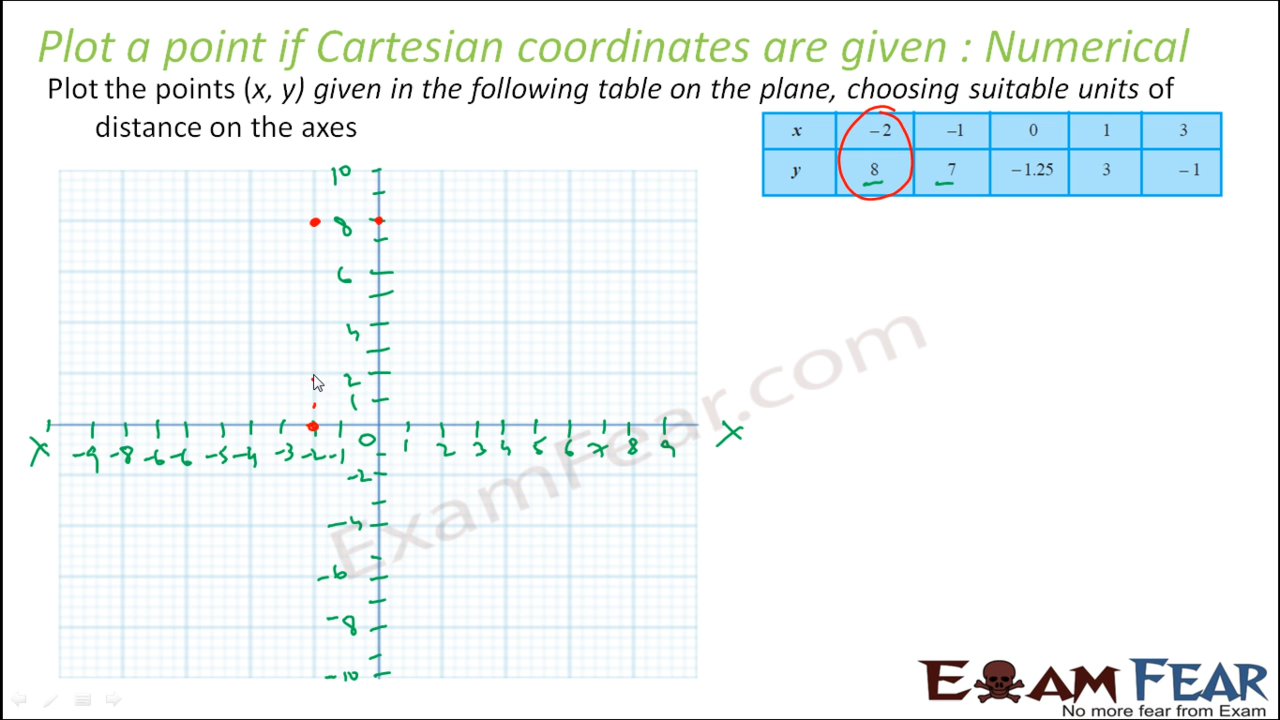 Plot a point if Cartesian coordinates are given : Numerical
Plot the points (x, y) given in the following table on the plane, choosing suitable units of
distance on the axes
x –2 –1 0 1 3
y 8 7 –1.25 3 –1
10
8
6
4
2
1
X -9 -8 -6 -6 -5 -4 -3 -2 -1 0 1 2 3 4 5 6 7 8 9 X
-2
-4
-6
-8
-10
ExamFear.com
EXAM FEAR
No more fear from Exam